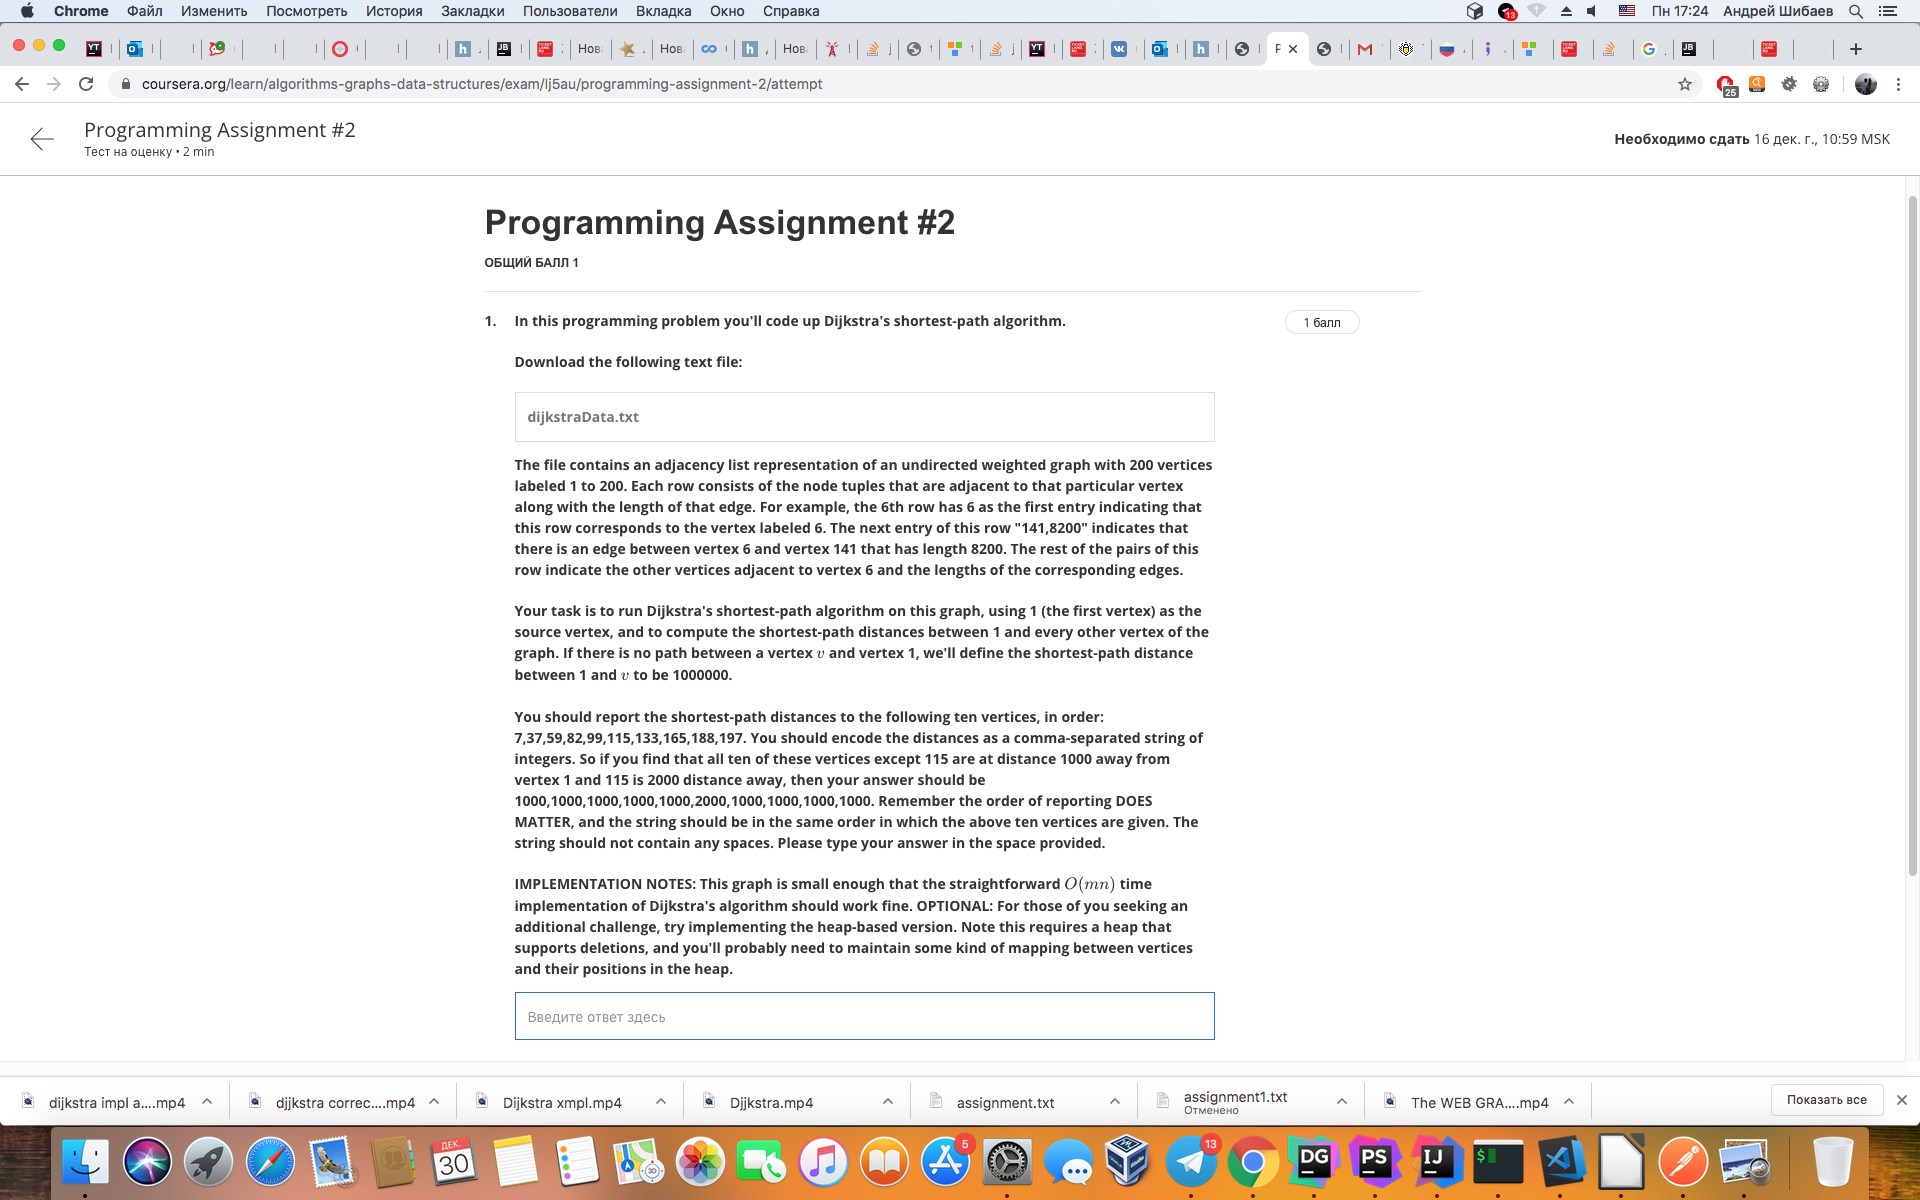 Chrome Файл Изменить Посмотреть История Закладки Пользователи Вкладка Окно Справка
13 Пн 17:24 Андрей Шибаев
Нов Нов Нов
coursera.org/learn/algorithms-graphs-data-structures/exam/lj5au/programming-assignment-2/attempt
25
Programming Assignment #2
Тест на оценку • 2 min
Необходимо сдать 16 дек. г., 10:59 MSK
Programming Assignment #2
ОБЩИЙ БАЛЛ 1
1. In this programming problem you'll code up Dijkstra's shortest-path algorithm.
1 балл
Download the following text file:
dijkstraData.txt
The file contains an adjacency list representation of an undirected weighted graph with 200 vertices
labeled 1 to 200. Each row consists of the node tuples that are adjacent to that particular vertex
along with the length of that edge. For example, the 6th row has 6 as the first entry indicating that
this row corresponds to the vertex labeled 6. The next entry of this row "141,8200" indicates that
there is an edge between vertex 6 and vertex 141 that has length 8200. The rest of the pairs of this
row indicate the other vertices adjacent to vertex 6 and the lengths of the corresponding edges.
Your task is to run Dijkstra's shortest-path algorithm on this graph, using 1 (the first vertex) as the
source vertex, and to compute the shortest-path distances between 1 and every other vertex of the
graph. If there is no path between a vertex v and vertex 1, we'll define the shortest-path distance
between 1 and v to be 1000000.
You should report the shortest-path distances to the following ten vertices, in order:
7,37,59,82,99,115,133,165,188,197. You should encode the distances as a comma-separated string of
integers. So if you find that all ten of these vertices except 115 are at distance 1000 away from
vertex 1 and 115 is 2000 distance away, then your answer should be
1000,1000,1000,1000,1000,2000,1000,1000,1000,1000. Remember the order of reporting DOES
MATTER, and the string should be in the same order in which the above ten vertices are given. The
string should not contain any spaces. Please type your answer in the space provided.
IMPLEMENTATION NOTES: This graph is small enough that the straightforward O(mn) time
implementation of Dijkstra's algorithm should work fine. OPTIONAL: For those of you seeking an
additional challenge, try implementing the heap-based version. Note this requires a heap that
supports deletions, and you'll probably need to maintain some kind of mapping between vertices
and their positions in the heap.
Введите ответ здесь
dijkstra impl a....mp4
djjkstra correc....mp4
Dijkstra xmpl.mp4
Djjkstra.mp4
assignment.txt
assignment1.txt
Отменено
The WEB GRA....mp4
Показать все
ДЕК. 30 5 13 DG PS IJ $